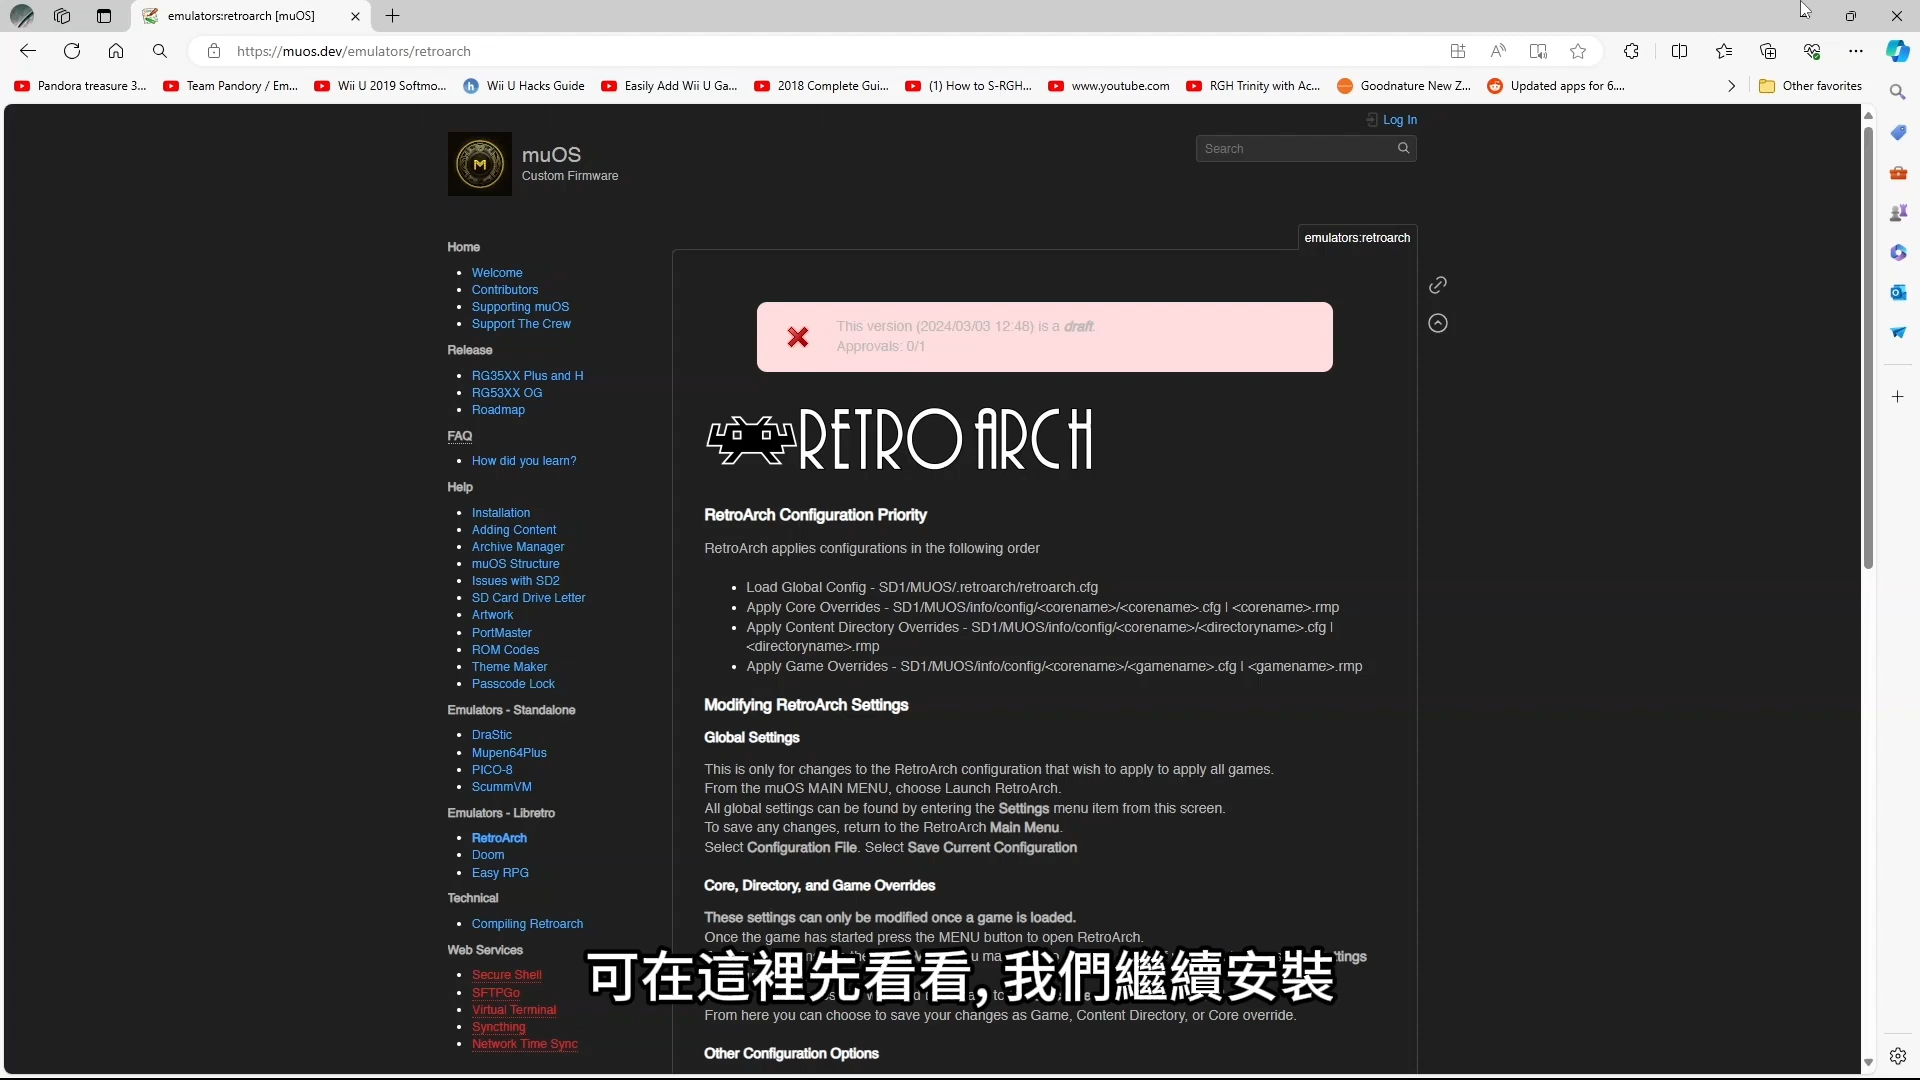 emulators:retroarch [muOS]
https://muos.dev/emulators/retroarch
Pandora treasure 3...
Team Pandory / Em...
Wii U 2019 Softmo...
Wii U Hacks Guide
Easily Add Wii U Ga...
2018 Complete Gui...
(1) How to S-RGH...
www.youtube.com
RGH Trinity with Ac...
Goodnature New Z...
Updated apps for 6....
Other favorites
Log In
muOS
Custom Firmware
Search
emulators:retroarch
Home
Welcome
Contributors
Supporting muOS
Support The Crew
Release
RG35XX Plus and H
RG53XX OG
Roadmap
FAQ
How did you learn?
Help
Installation
Adding Content
Archive Manager
muOS Structure
Issues with SD2
SD Card Drive Letter
Artwork
PortMaster
ROM Codes
Theme Maker
Passcode Lock
Emulators - Standalone
DraStic
Mupen64Plus
PICO-8
ScummVM
Emulators - Libretro
RetroArch
Doom
Easy RPG
Technical
Compiling Retroarch
Web Services
Secure Shell
SFTPGo
Virtual Terminal
Syncthing
Network Time Sync
This version (2024/03/03 12:48) is a draft.
Approvals: 0/1
RETROARCH
RetroArch Configuration Priority
RetroArch applies configurations in the following order
Load Global Config - SD1/MUOS/.retroarch/retroarch.cfg
Apply Core Overrides - SD1/MUOS/info/config/<corename>/<corename>.cfg | <corename>.rmp
Apply Content Directory Overrides - SD1/MUOS/info/config/<corename>/<directoryname>.cfg |
<directoryname>.rmp
Apply Game Overrides - SD1/MUOS/info/config/<corename>/<gamename>.cfg | <gamename>.rmp
Modifying RetroArch Settings
Global Settings
This is only for changes to the RetroArch configuration that wish to apply to apply all games.
From the muOS MAIN MENU, choose Launch RetroArch.
All global settings can be found by entering the Settings menu item from this screen.
To save any changes, return to the RetroArch Main Menu.
Select Configuration File. Select Save Current Configuration
Core, Directory, and Game Overrides
These settings can only be modified once a game is loaded.
Once the game has started press the MENU button to open RetroArch.
可在這裡先看看, 我們繼續安裝
From here you can choose to save your changes as Game, Content Directory, or Core override.
Other Configuration Options